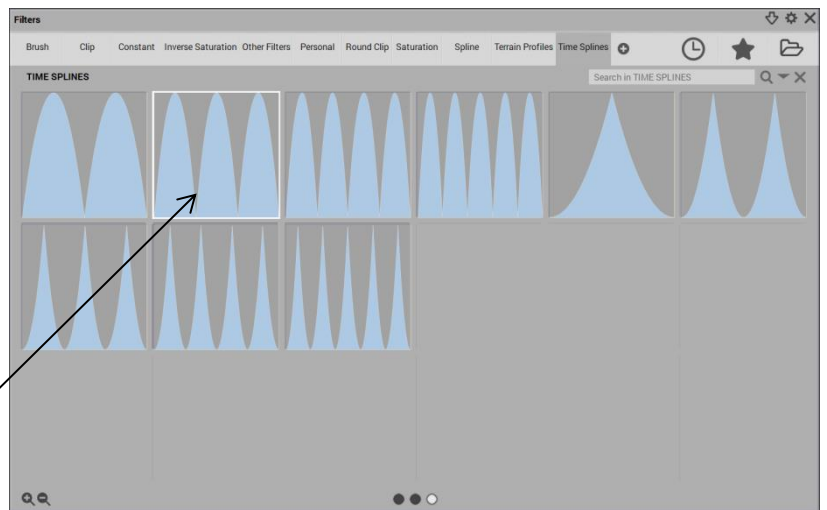 Filters
Brush Clip Constant Inverse Saturation Other Filters Personal Round Clip Saturation Spline Terrain Profiles Time Splines
TIME SPLINES Search in TIME SPLINES